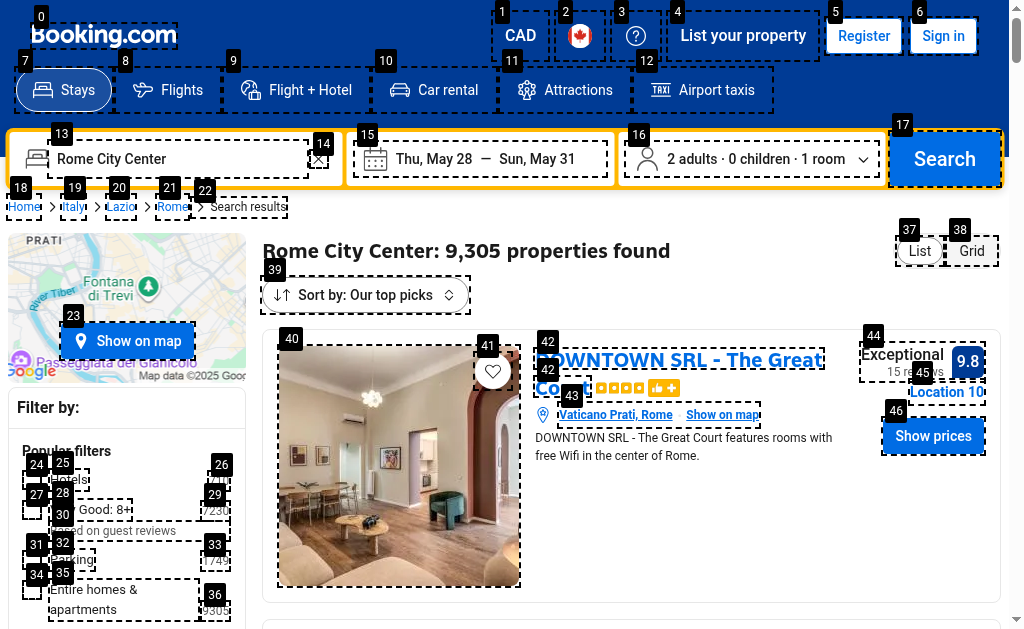 Booking.com
CAD
List your property
Register
Sign in
Stays
Flights
Flight + Hotel
Car rental
Attractions
Airport taxis
Rome City Center
Thu, May 28 — Sun, May 31
2 adults · 0 children · 1 room
Search
Home
Italy
Lazio
Rome
Search results
PRATI
Fontana
di Trevi
River Tiber
Show on map
Passeggiata del Gianicolo
Google
Map data ©2025 Goog
Rome City Center: 9,305 properties found
List
Grid
Sort by: Our top picks
DOWNTOWN SRL - The Great
Court
Vaticano Prati, Rome
Show on map
DOWNTOWN SRL - The Great Court features rooms with
free Wifi in the center of Rome.
Exceptional
15 reviews
9.8
Location 10
Show prices
Filter by:
Popular filters
Hotels
Good: 8+
7230
Based on guest reviews
Parking
1749
Entire homes &
apartments
9305
0
1
2
3
4
5
6
7
8
9
10
11
12
13
14
15
16
17
18
19
20
21
22
23
24
25
26
27
28
29
30
31
32
33
34
35
36
37
38
39
40
41
42
42
43
44
45
46